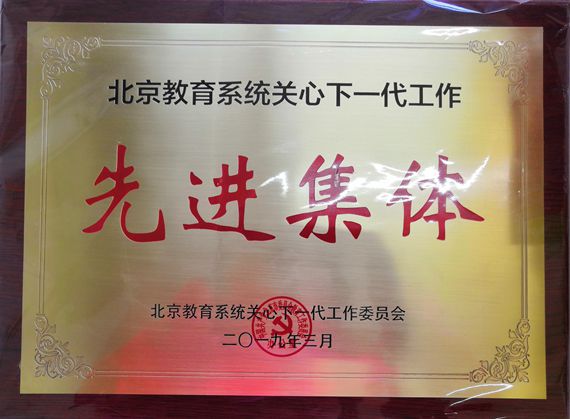 北京教育系统关心下一代工作
先进集体
北京教育系统关心下一代工作委员会
二〇一九年三月